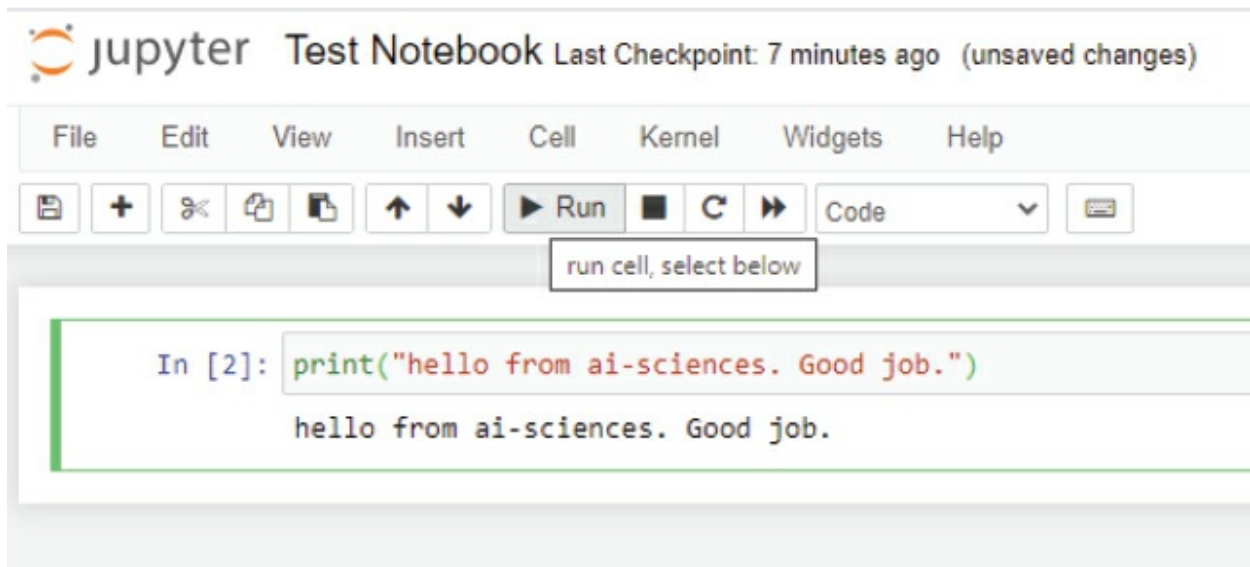 jupyter Test Notebook Last Checkpoint: 7 minutes ago (unsaved changes)
File Edit View Insert Cell Kernel Widgets Help
Run Code
run cell, select below
In [2]: print("hello from ai-sciences. Good job.")
hello from ai-sciences. Good job.